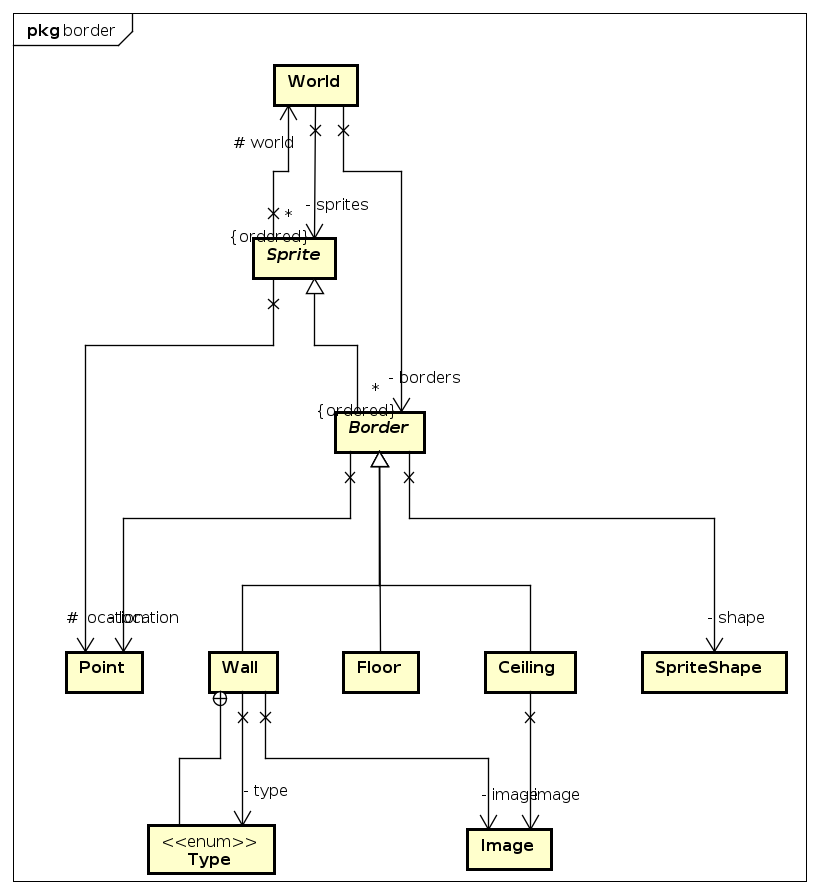 pkg border
World
# world
- sprites
*
{ordered}
Sprite
- borders
*
{ordered}
Border
# location
- location
- shape
Point
Wall
Floor
Ceiling
SpriteShape
- type
- image
- image
<<enum>>
Type
Image